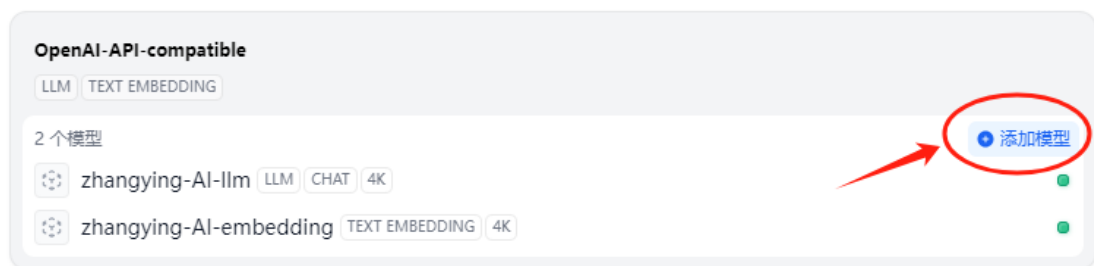 OpenAI-API-compatible
LLM TEXT EMBEDDING
2 个模型 添加模型
zhangying-AI-llm LLM CHAT 4K
zhangying-AI-embedding TEXT EMBEDDING 4K